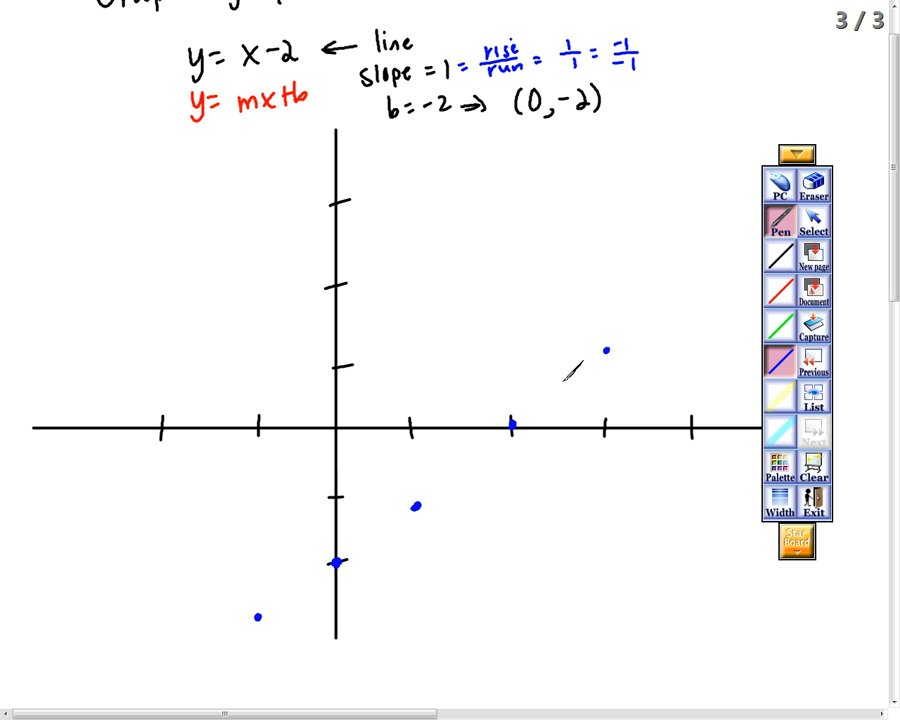 3 / 3
y = x - 2 ← line
slope = 1 = rise/run = 1/1 = -1/-1
y = mx+b
b = -2 ⇒ (0, -2)
PC Eraser
Pen Select
New page
Document
Capture
Previous
List
Next
Palette Clear
Width Exit
Star
Board